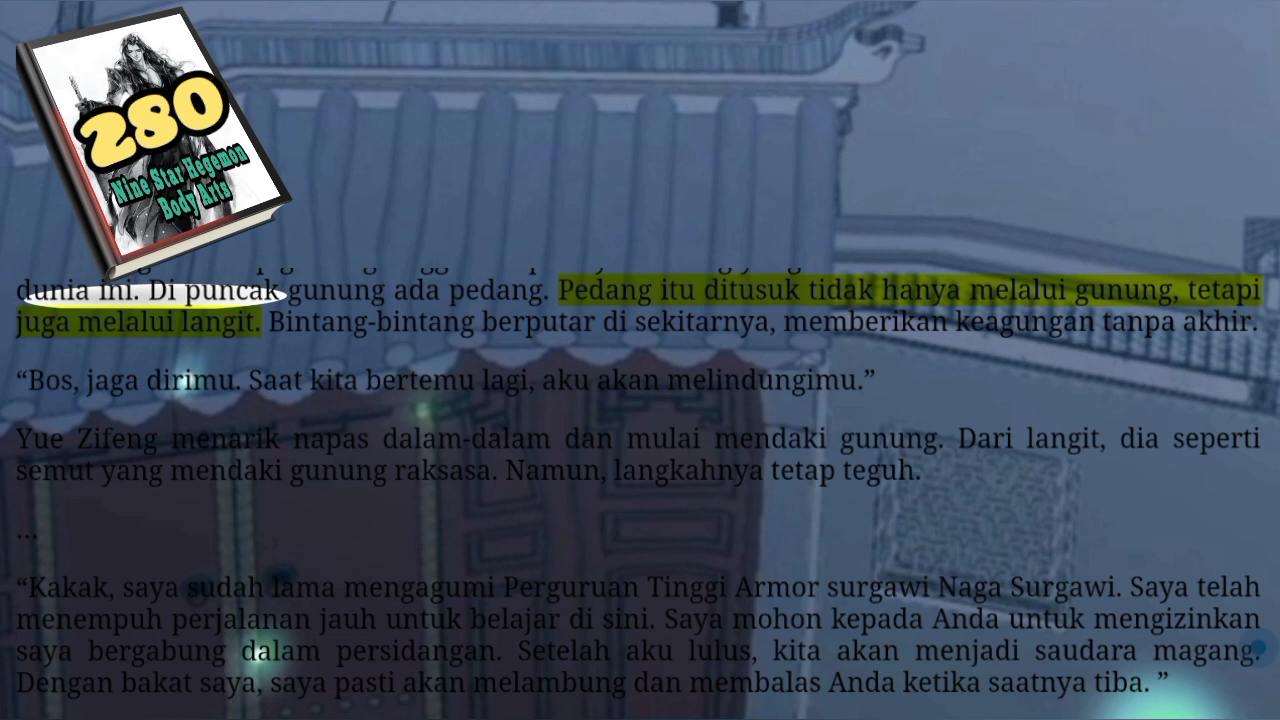 280
Nine Star Hegemon
Body Arts
dunia ini. Di puncak gunung ada pedang. Pedang itu ditusuk tidak hanya melalui gunung, tetapi
juga melalui langit. Bintang-bintang berputar di sekitarnya, memberikan keagungan tanpa akhir.
“Bos, jaga dirimu. Saat kita bertemu lagi, aku akan melindungimu.”
Yue Zifeng menarik napas dalam-dalam dan mulai mendaki gunung. Dari langit, dia seperti
semut yang mendaki gunung raksasa. Namun, langkahnya tetap teguh.
...
“Kakak, saya sudah lama mengagumi Perguruan Tinggi Armor surgawi Naga Surgawi. Saya telah
menempuh perjalanan jauh untuk belajar di sini. Saya mohon kepada Anda untuk mengizinkan
saya bergabung dalam persidangan. Setelah aku lulus, kita akan menjadi saudara magang.
Dengan bakat saya, saya pasti akan melambung dan membalas Anda ketika saatnya tiba. ”